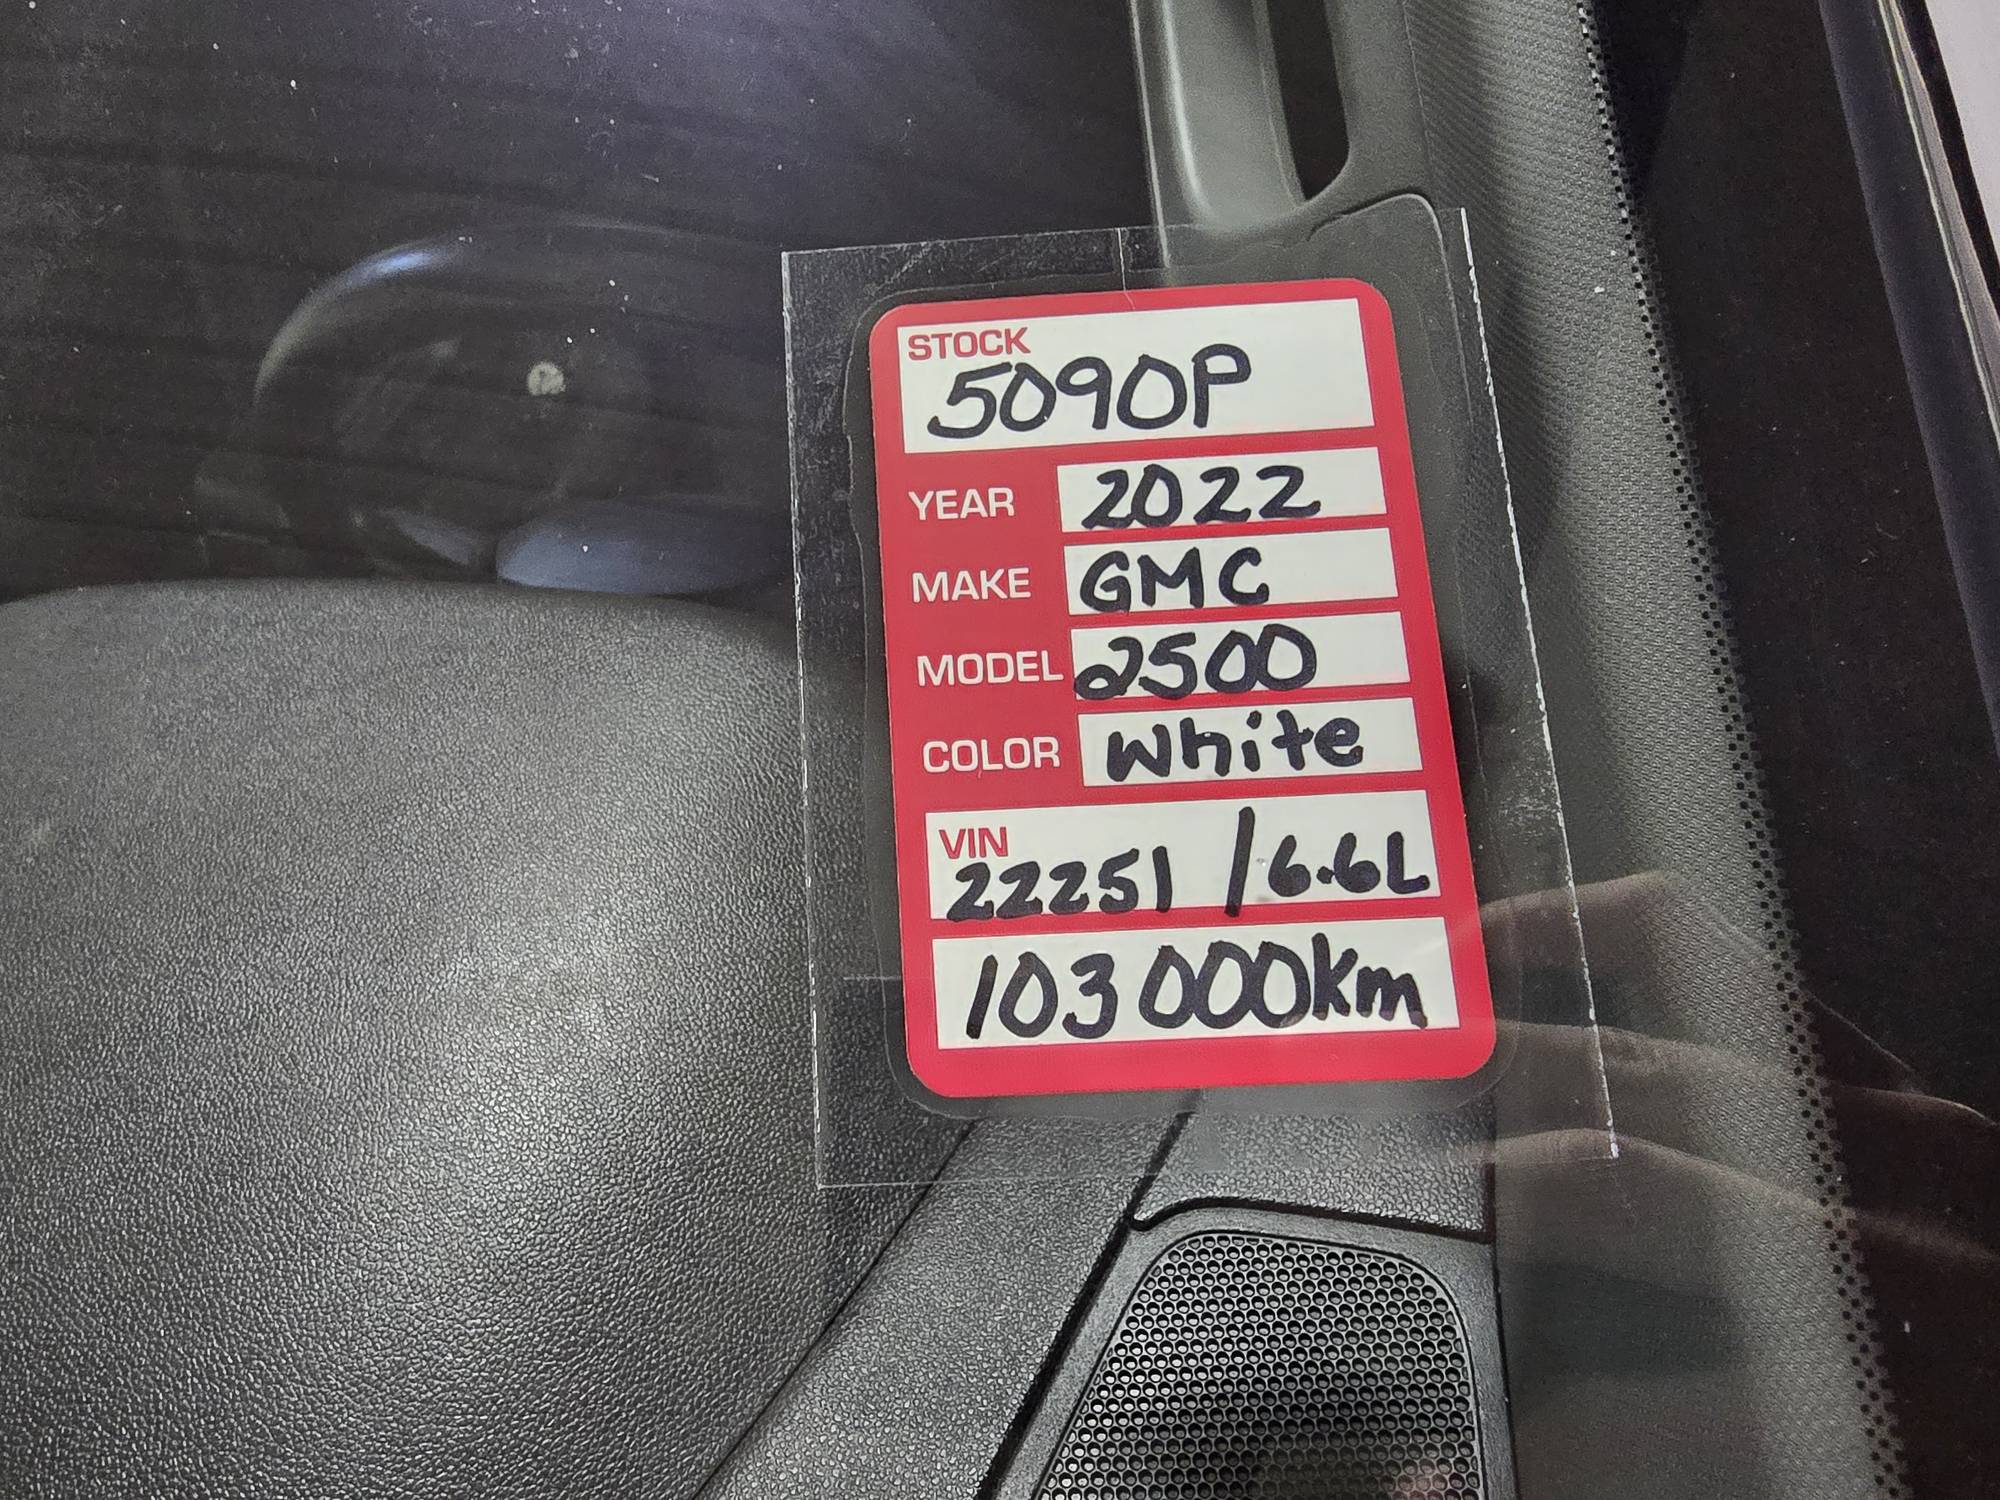 STOCK
5090P
YEAR 2022
MAKE GMC
MODEL 2500
COLOR White
VIN
22251 / 6.6L
103000Km